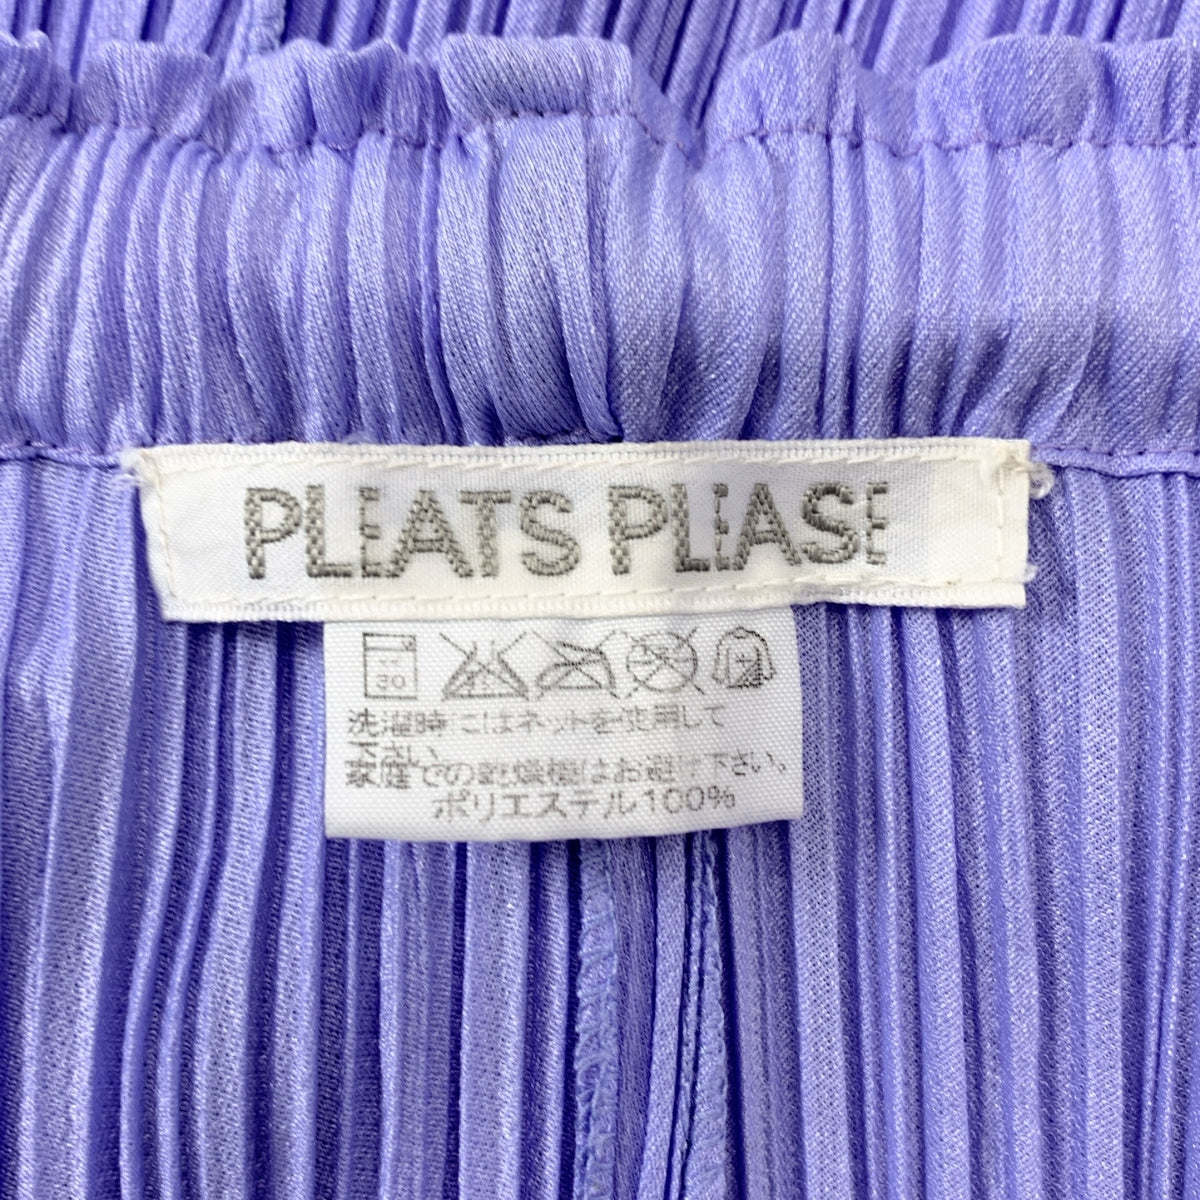 PLEATS PLEASE
30
洗濯時にはネットを使用して
下さい。
家庭での乾燥機はお避け下さい。
ポリエステル100%